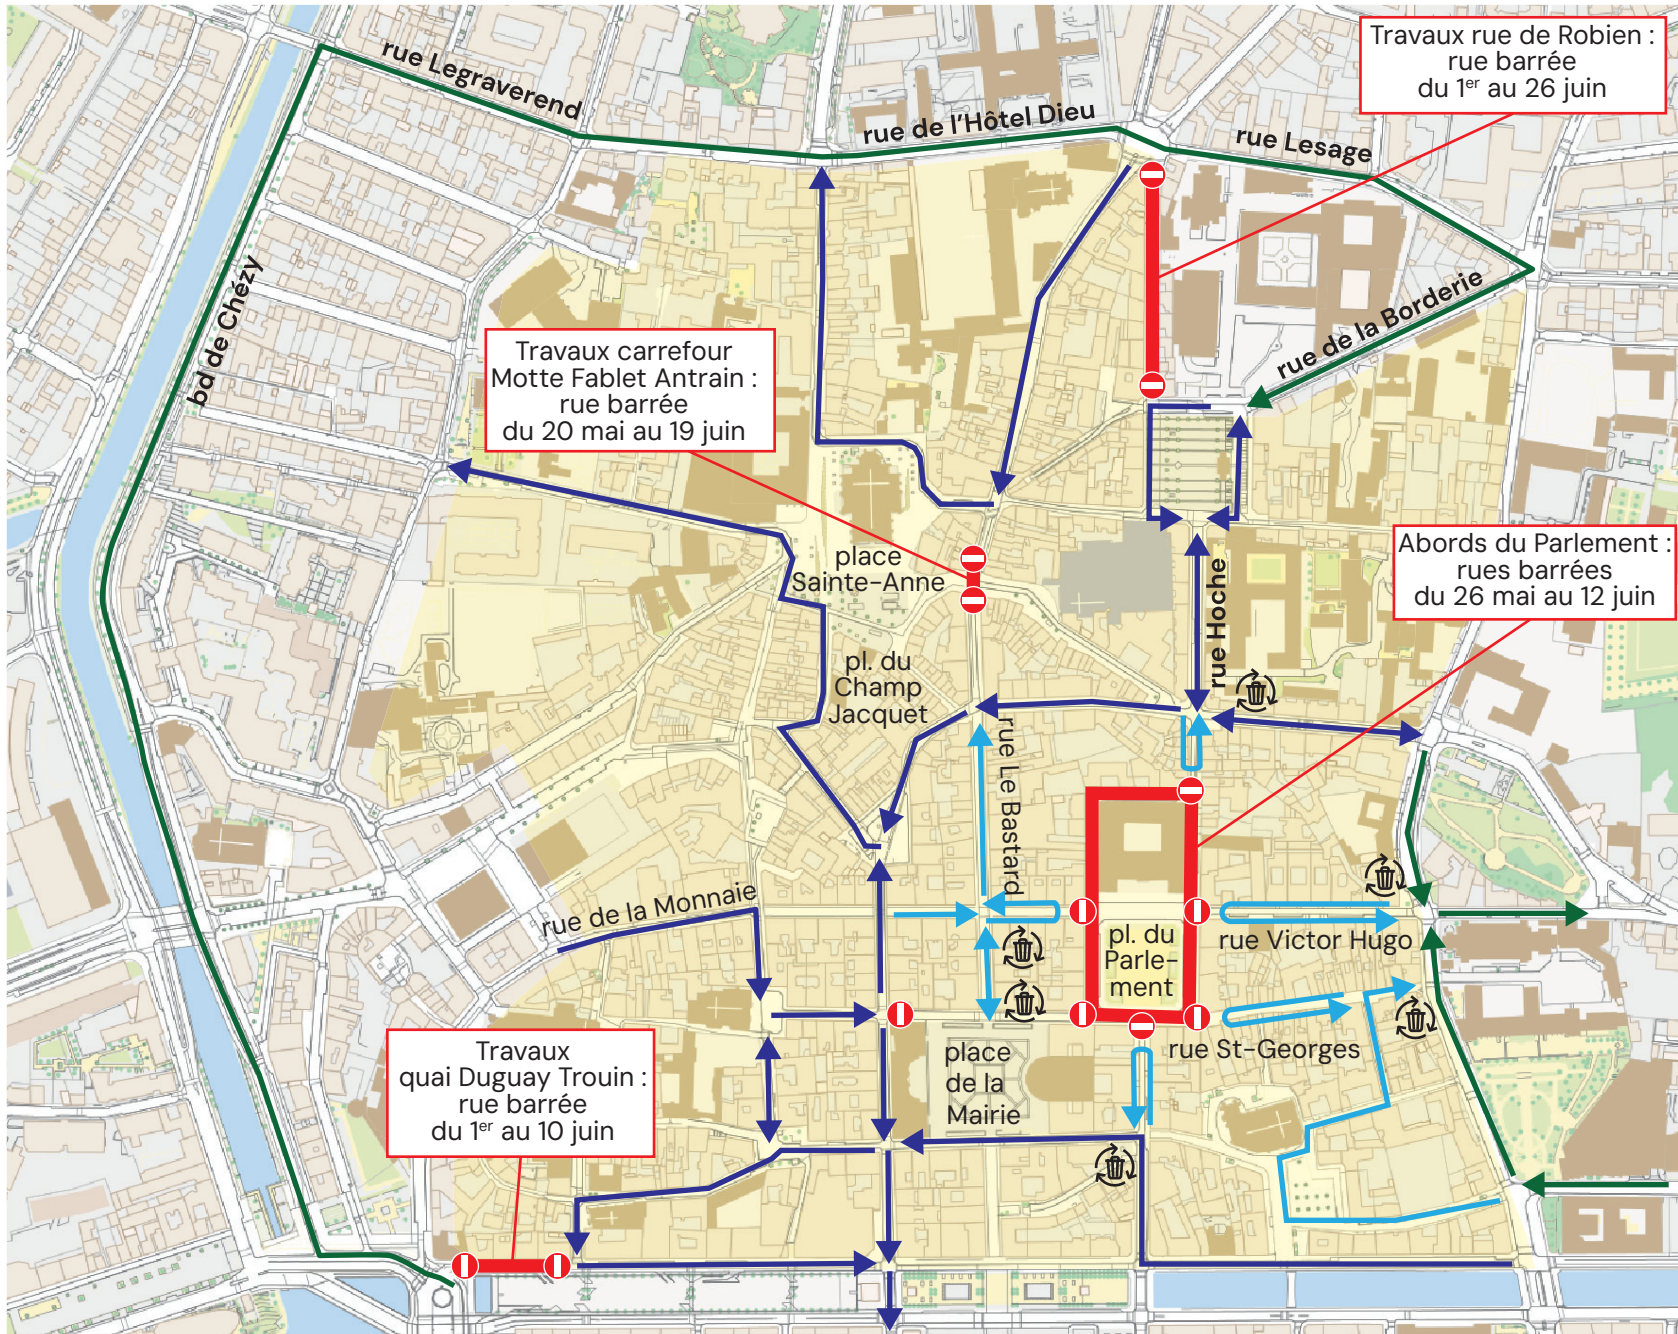 Travaux rue de Robien :
rue barrée
du 1er au 26 juin
rue Legraverend
rue de l'Hôtel Dieu
rue Lesage
bd de Chézy
rue de la Borderie
Travaux carrefour
Motte Fablet Antrain :
rue barrée
du 20 mai au 19 juin
Abords du Parlement :
rues barrées
du 26 mai au 12 juin
place
Sainte-Anne
rue Hoche
pl. du
Champ
Jacquet
rue Le Bastard
rue de la Monnaie
pl. du
Parle-
ment
rue Victor Hugo
rue St-Georges
place
de la
Mairie
Travaux
quai Duguay Trouin :
rue barrée
du 1er au 10 juin